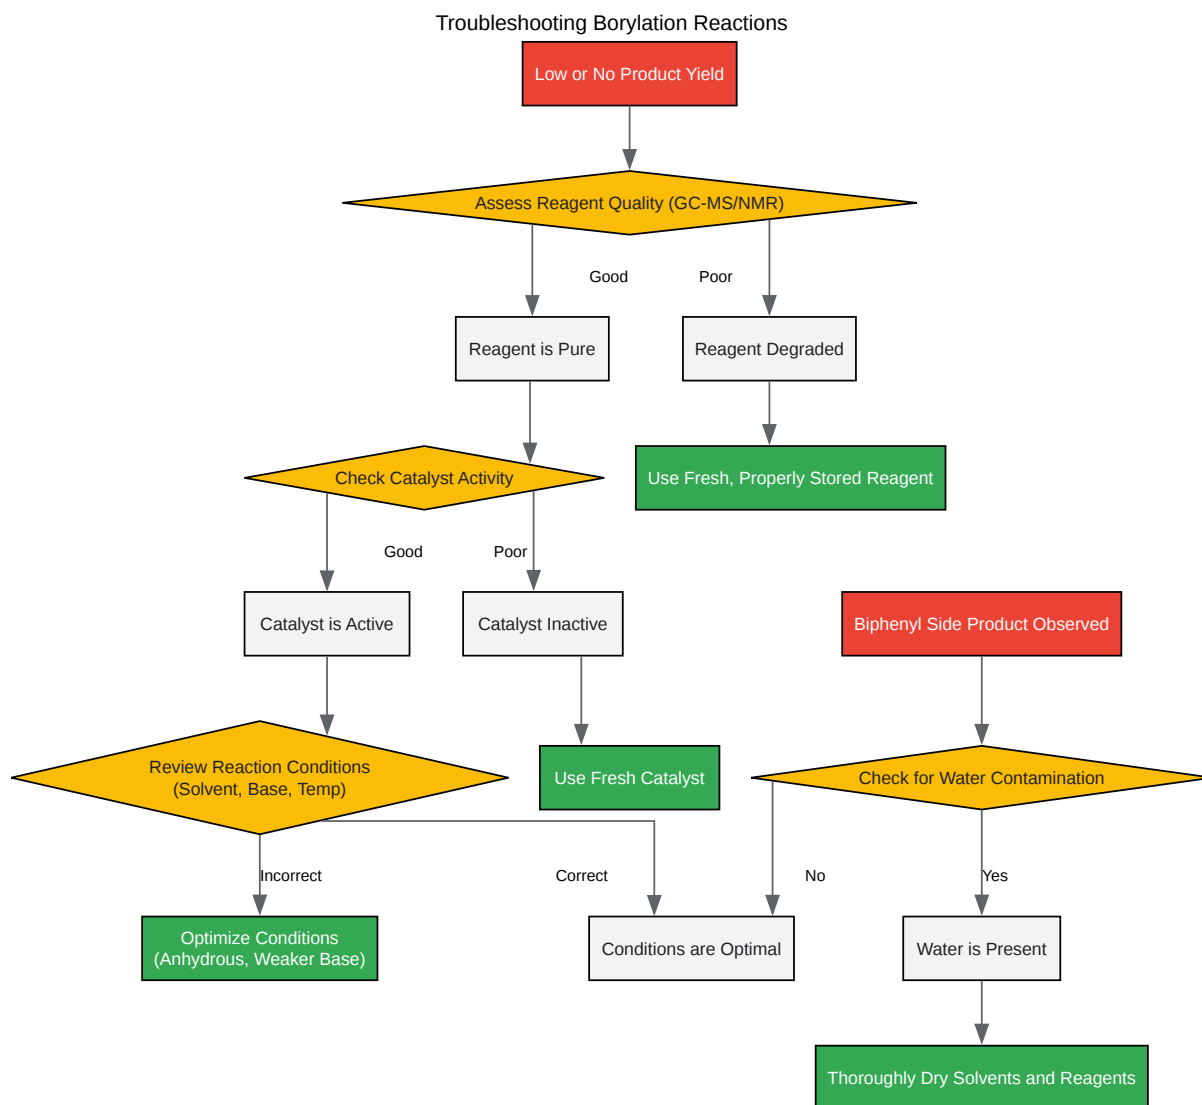 Troubleshooting Borylation Reactions
Low or No Product Yield
Assess Reagent Quality (GC-MS/NMR)
Good
Poor
Reagent is Pure
Reagent Degraded
Check Catalyst Activity
Use Fresh, Properly Stored Reagent
Good
Poor
Catalyst is Active
Catalyst Inactive
Biphenyl Side Product Observed
Review Reaction Conditions
(Solvent, Base, Temp)
Use Fresh Catalyst
Check for Water Contamination
Incorrect
Correct
No
Yes
Optimize Conditions
(Anhydrous, Weaker Base)
Conditions are Optimal
Water is Present
Thoroughly Dry Solvents and Reagents